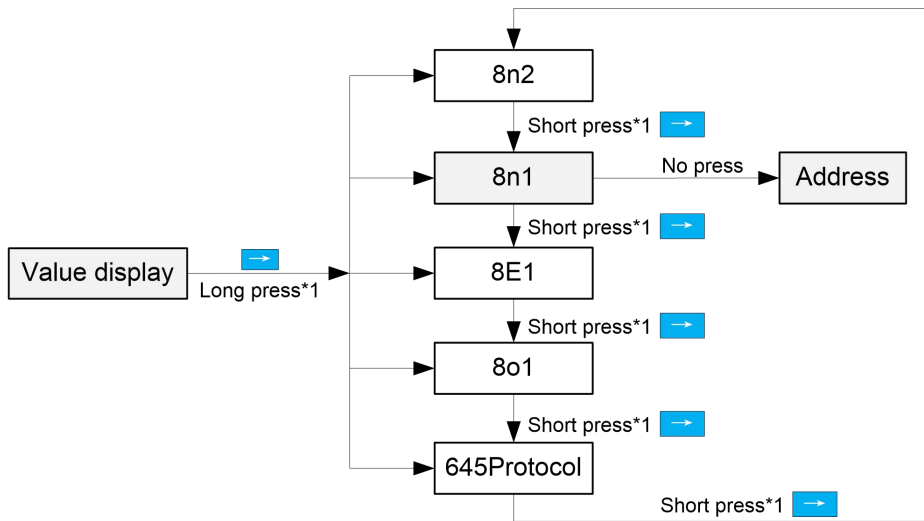 8n2
Short press*1 →
8n1
No press
Address
Short press*1 →
8E1
Value display
→
Long press*1
Short press*1 →
8o1
Short press*1 →
645Protocol
Short press*1 →